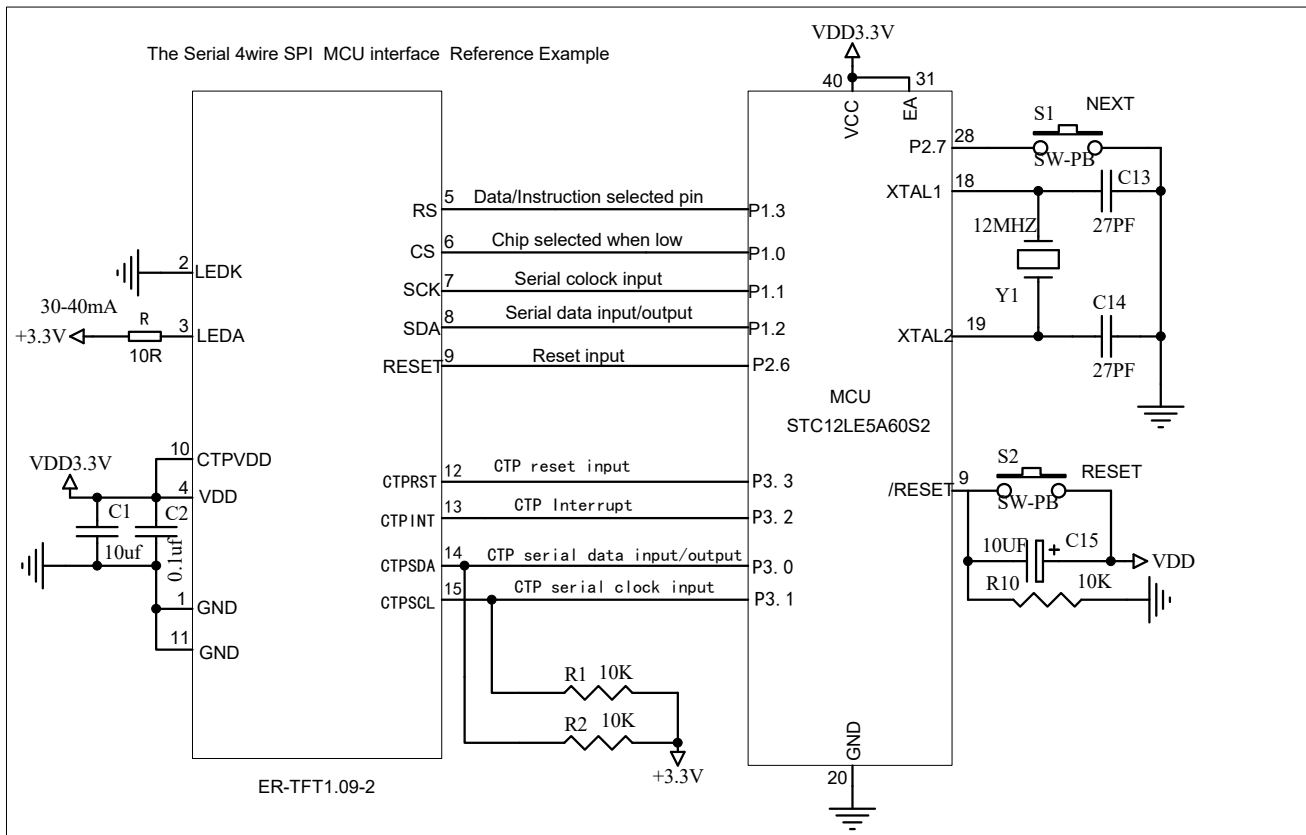 The Serial 4wire SPI MCU interface Reference Example
VDD3.3V
40
31
VCC
EA
S1
NEXT
P2.7
28
SW-PB
XTAL1
18
C13
27PF
12MHZ
Y1
C14
XTAL2
19
27PF
RS
5
Data/Instruction selected pin
P1.3
CS
6
Chip selected when low
P1.0
SCK
7
Serial colock input
P1.1
SDA
8
Serial data input/output
P1.2
RESET
9
Reset input
P2.6
2
LEDK
30-40mA
+3.3V
R
10R
3
LEDA
MCU
STC12LE5A60S2
VDD3.3V
10
CTPVDD
4
VDD
C1
10uf
C2
0.1uf
1
GND
11
GND
CTPRST
12
CTP reset input
P3.3
CTPINT
13
CTP Interrupt
P3.2
CTPSDA
14
CTP serial data input/output
P3.0
CTPSCL
15
CTP serial clock input
P3.1
S2
RESET
/RESET
9
SW-PB
10UF
+
C15
VDD
R10
10K
R1
10K
R2
10K
+3.3V
GND
20
ER-TFT1.09-2